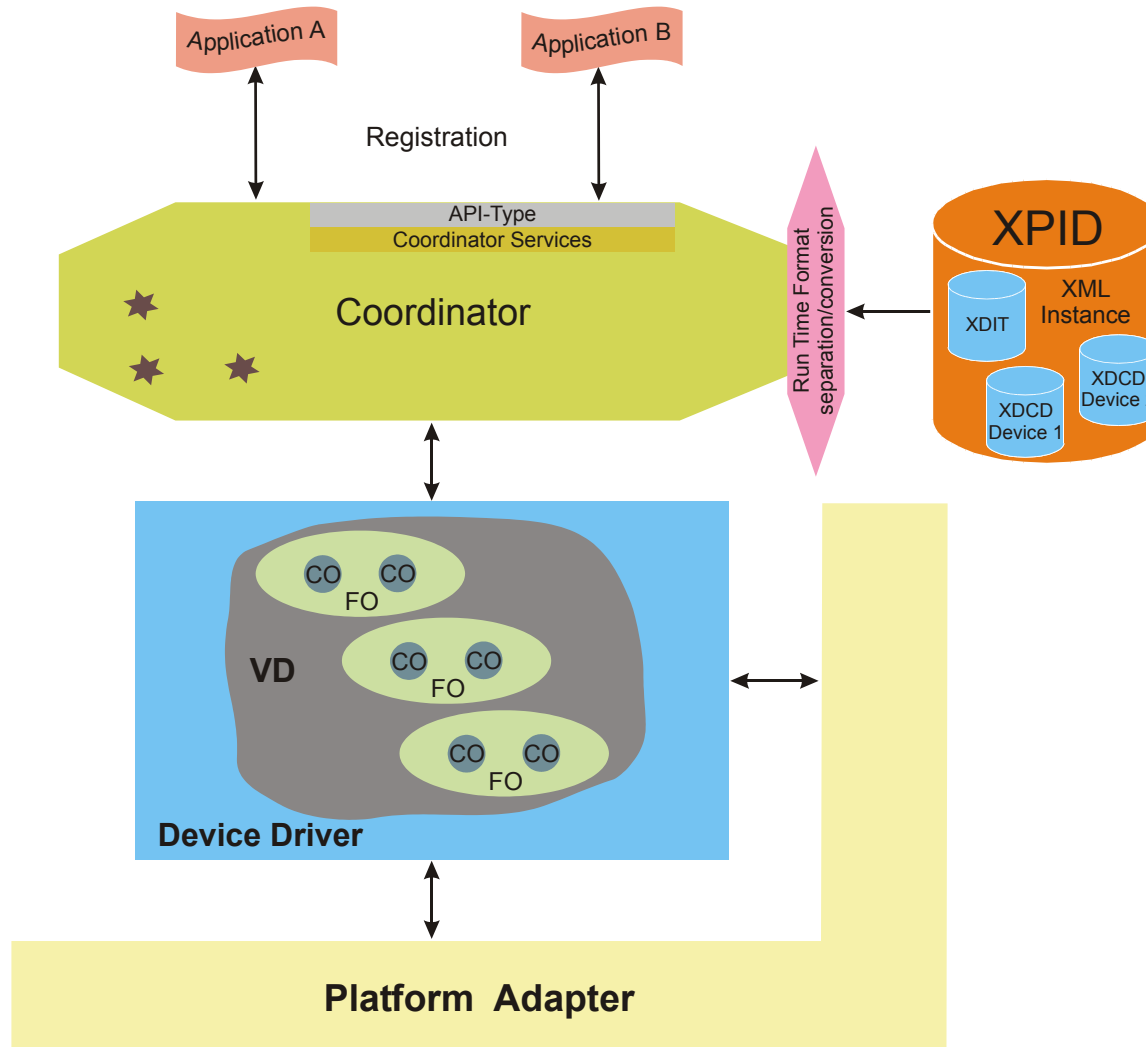 Application A
Application B
Registration
API-Type
Coordinator Services
Coordinator
Run Time Format
separation/conversion
XPID
XML
Instance
XDIT
XDCD
Device
XDCD
Device 1
CO
CO
FO
CO
CO
FO
VD
CO
CO
FO
Device Driver
Platform Adapter